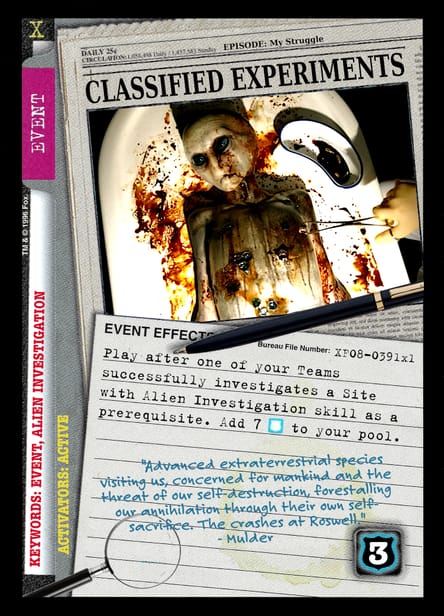 X
EVENT
TM & © 1996 Fox.
KEYWORDS: EVENT, ALIEN INVESTIGATION
ACTIVATORS: ACTIVE
DAILY 25¢
EPISODE: My Struggle
CLASSIFIED EXPERIMENTS
EVENT EFFECT
Bureau File Number: XF08-0391x1
Play after one of your Teams
successfully investigates a Site
with Alien Investigation skill as a
prerequisite. Add 7 to your pool.
"Advanced extraterrestrial species
visiting us, concerned for mankind and the
threat of our self-destruction, forestalling
our annihilation through their own self-
sacrifice. The crashes at Roswell."
- Mulder
3